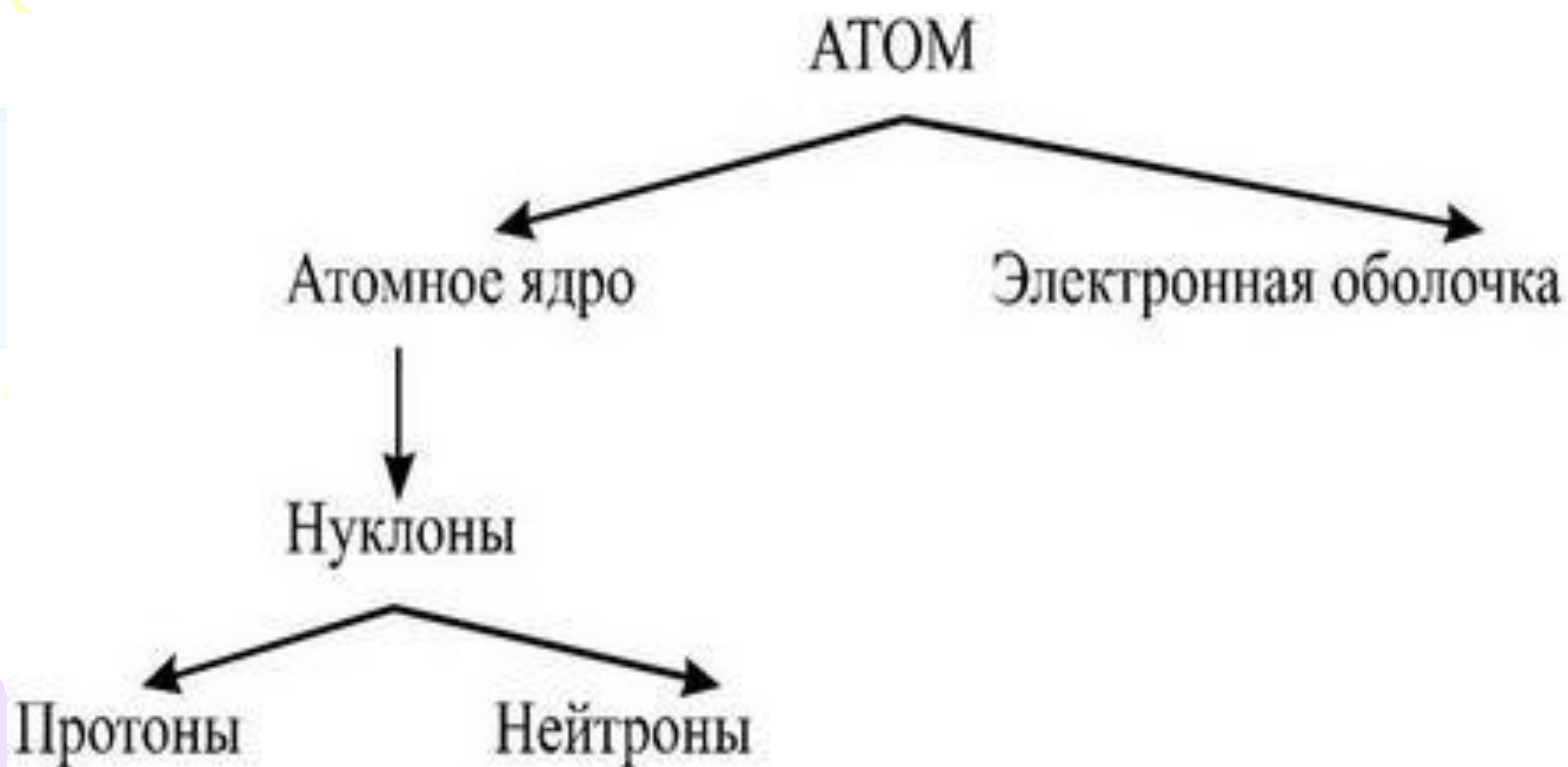 АТОМ
Атомное ядро Электронная оболочка
Нуклоны
Протоны Нейтроны